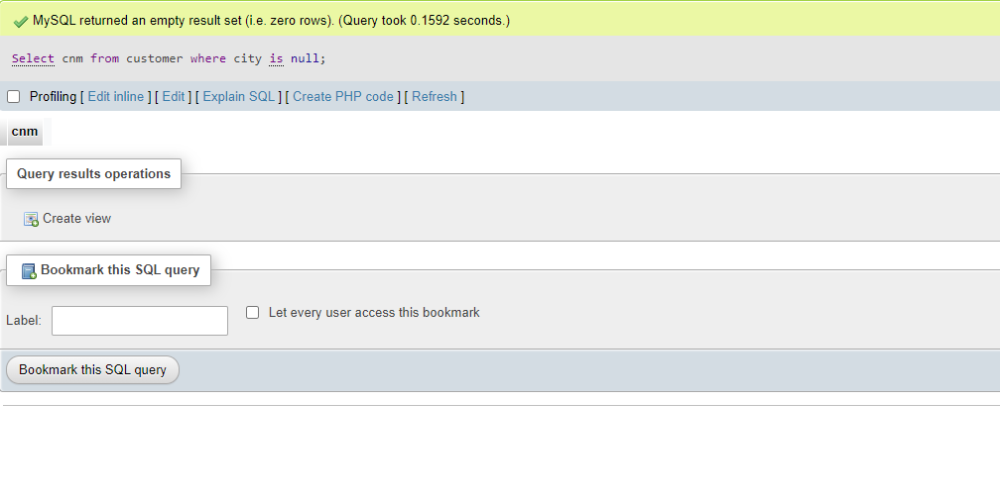 MySQL returned an empty result set (i.e. zero rows). (Query took 0.1592 seconds.)
Select cnm from customer where city is null;
Profiling [ Edit inline ] [ Edit ] [ Explain SQL ] [ Create PHP code ] [ Refresh ]
cnm
Query results operations
Create view
Bookmark this SQL query
Label:
Let every user access this bookmark
Bookmark this SQL query